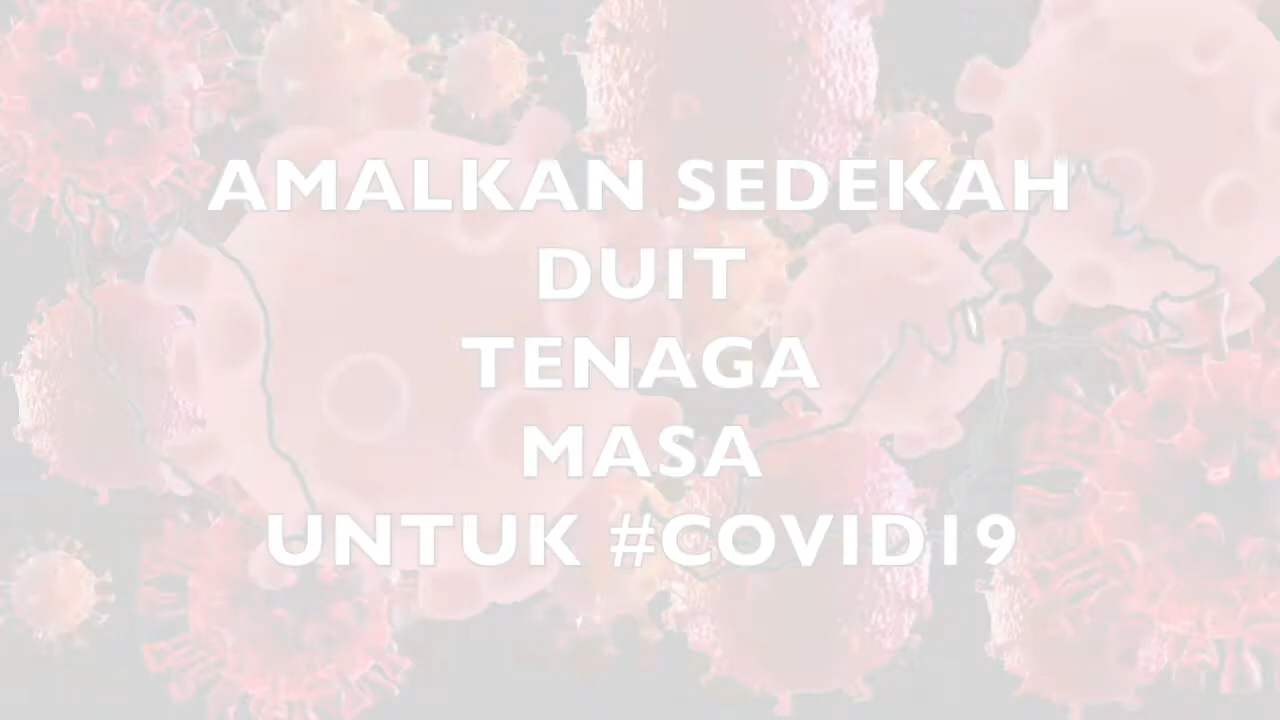 AMALKAN SEDEKAH
DUIT
TENAGA
MASA
UNTUK #COVID19